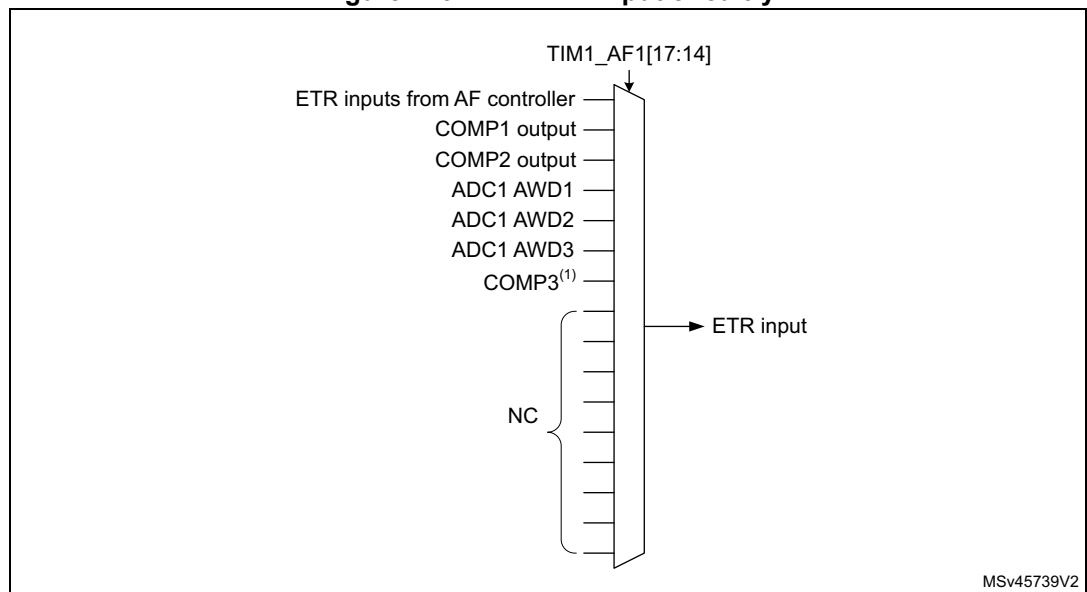 TIM1_AF1[17:14]
ETR inputs from AF controller
COMP1 output
COMP2 output
ADC1 AWD1
ADC1 AWD2
ADC1 AWD3
COMP3(1)
ETR input
NC
MSv45739V2